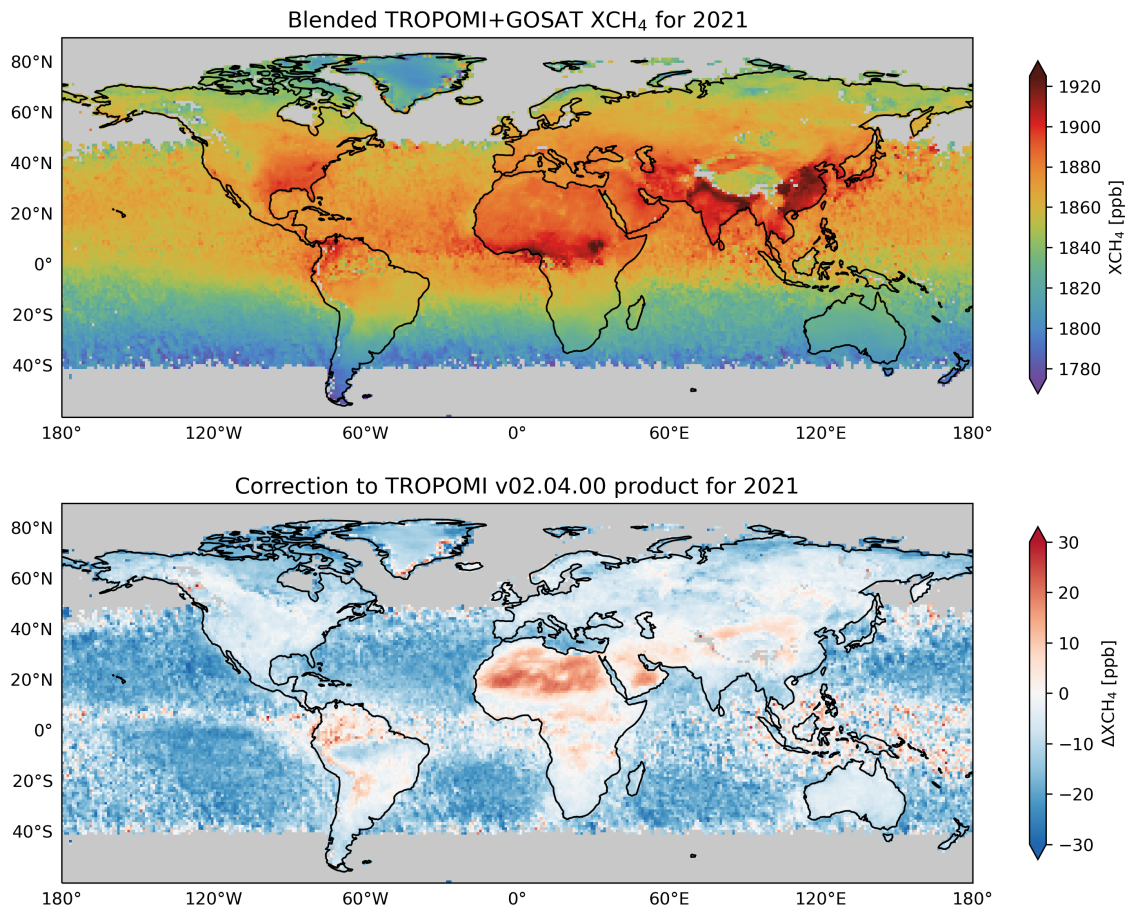 Blended TROPOMI+GOSAT XCH₄ for 2021
80°N
60°N
40°N
20°N
0°
20°S
40°S
180°
120°W
60°W
0°
60°E
120°E
180°
1920
1900
1880
1860
1840
1820
1800
1780
XCH₄ [ppb]
Correction to TROPOMI v02.04.00 product for 2021
80°N
60°N
40°N
20°N
0°
20°S
40°S
180°
120°W
60°W
0°
60°E
120°E
180°
30
20
10
0
−10
−20
−30
ΔXCH₄ [ppb]